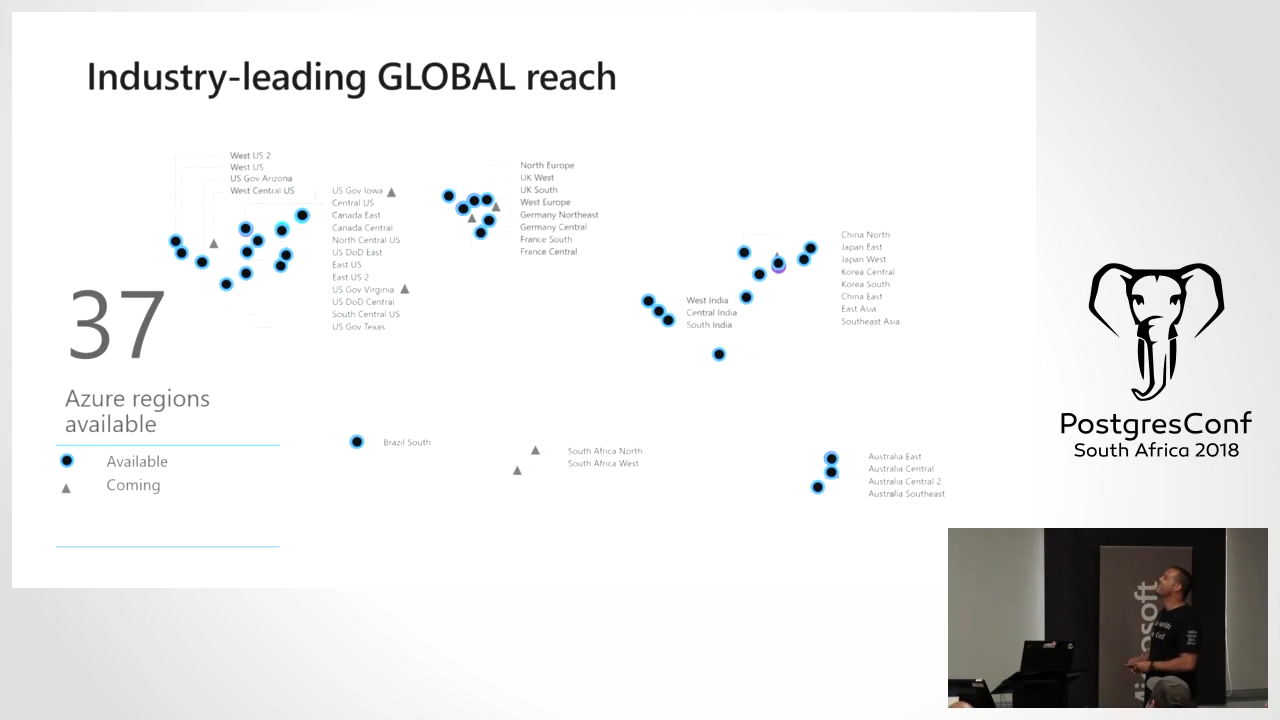 Industry-leading GLOBAL reach
West US 2
West US
US Gov Arizona
West Central US
US Gov Iowa
Central US
Canada East
Canada Central
North Central US
US DoD East
East US
East US 2
US Gov Virginia
US DoD Central
South Central US
US Gov Texas
North Europe
UK West
UK South
West Europe
Germany Northeast
Germany Central
France South
France Central
West India
Central India
South India
China North
Japan East
Japan West
Korea Central
Korea South
China East
East Asia
Southeast Asia
37
Azure regions
available
Available
Coming
Brazil South
South Africa North
South Africa West
Australia East
Australia Central
Australia Central 2
Australia Southeast
PostgresConf
South Africa 2018
Microsoft